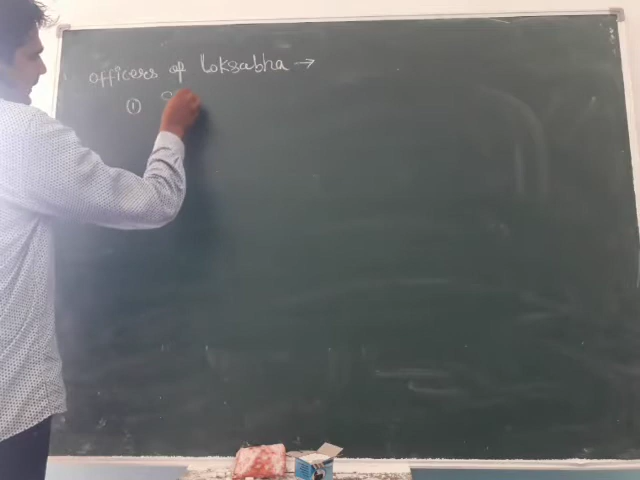 officers of Loksabha →
①